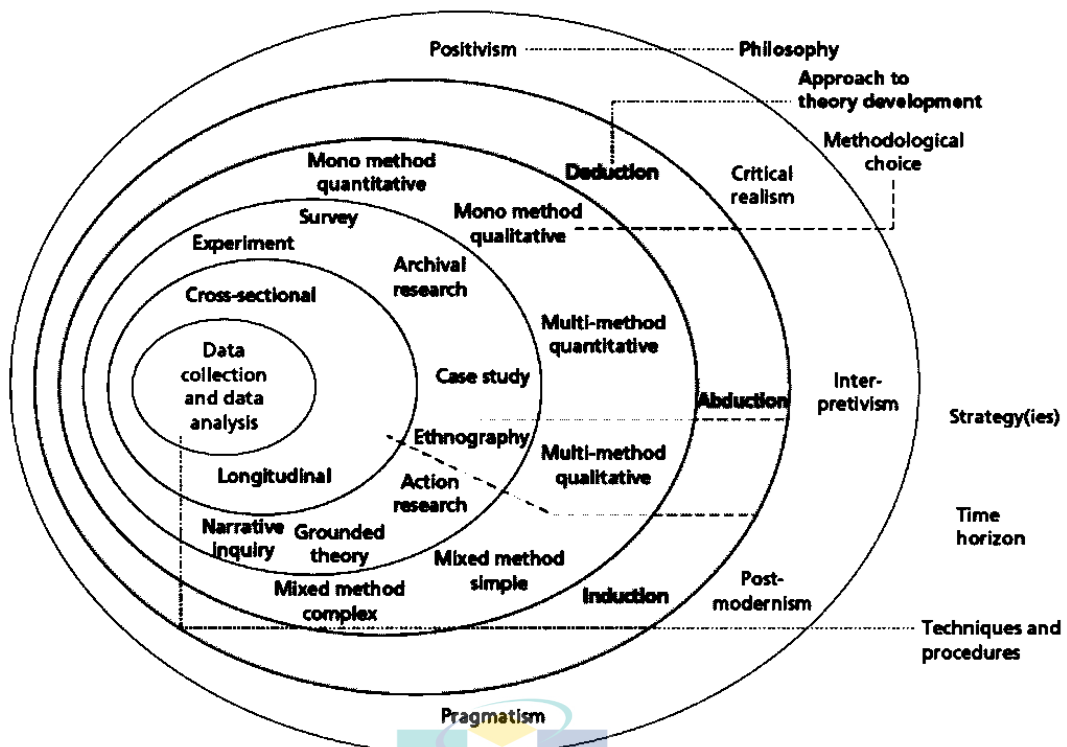 Positivism
Philosophy
Approach to
theory development
Methodological
choice
Mono method
quantitative
Deduction
Critical
realism
Survey
Mono method
qualitative
Experiment
Archival
research
Cross-sectional
Multi-method
quantitative
Data
collection
and data
analysis
Case study
Abduction
Inter-
pretivism
Strategy(ies)
Ethnography
Multi-method
qualitative
Longitudinal
Action
research
Time
horizon
Narrative
inquiry
Grounded
theory
Mixed method
simple
Mixed method
complex
Induction
Post-
modernism
Techniques and
procedures
Pragmatism